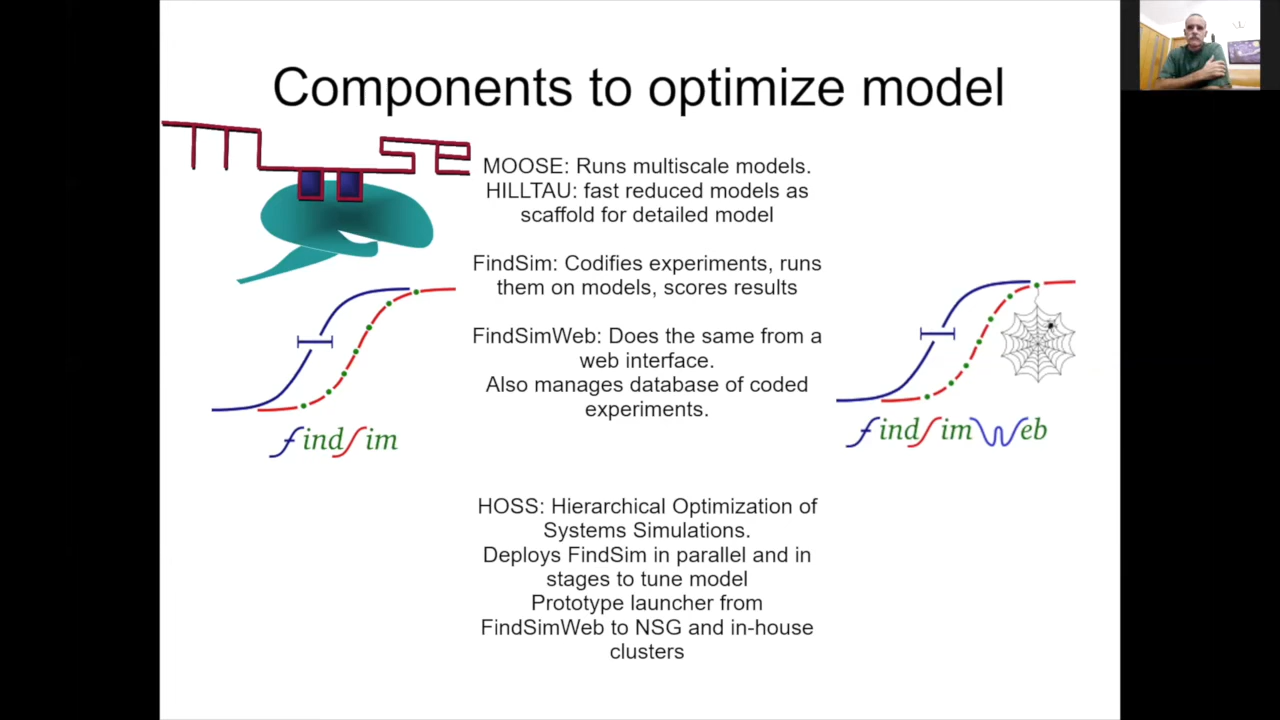 Components to optimize model
moose
MOOSE: Runs multiscale models.
HILLTAU: fast reduced models as
scaffold for detailed model
FindSim: Codifies experiments, runs
them on models, scores results
FindSimWeb: Does the same from a
web interface.
Also manages database of coded
experiments.
findSim
findSimWeb
HOSS: Hierarchical Optimization of
Systems Simulations.
Deploys FindSim in parallel and in
stages to tune model
Prototype launcher from
FindSimWeb to NSG and in-house
clusters